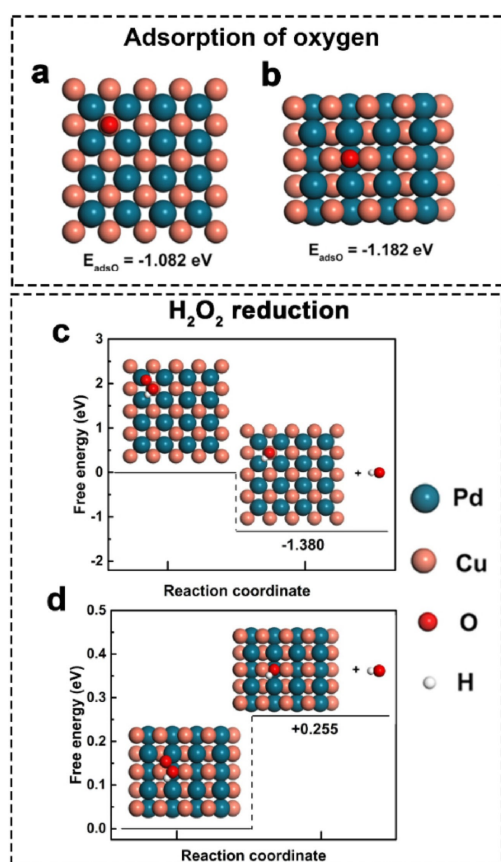 Adsorption of oxygen
a
b
E_adsO = -1.082 eV
E_adsO = -1.182 eV
H₂O₂ reduction
c
3
2
1
0
-1
-2
Free energy (eV)
+
-1.380
Reaction coordinate
Pd
Cu
O
H
d
0.5
0.4
0.3
0.2
0.1
0.0
Free energy (eV)
+
+0.255
Reaction coordinate